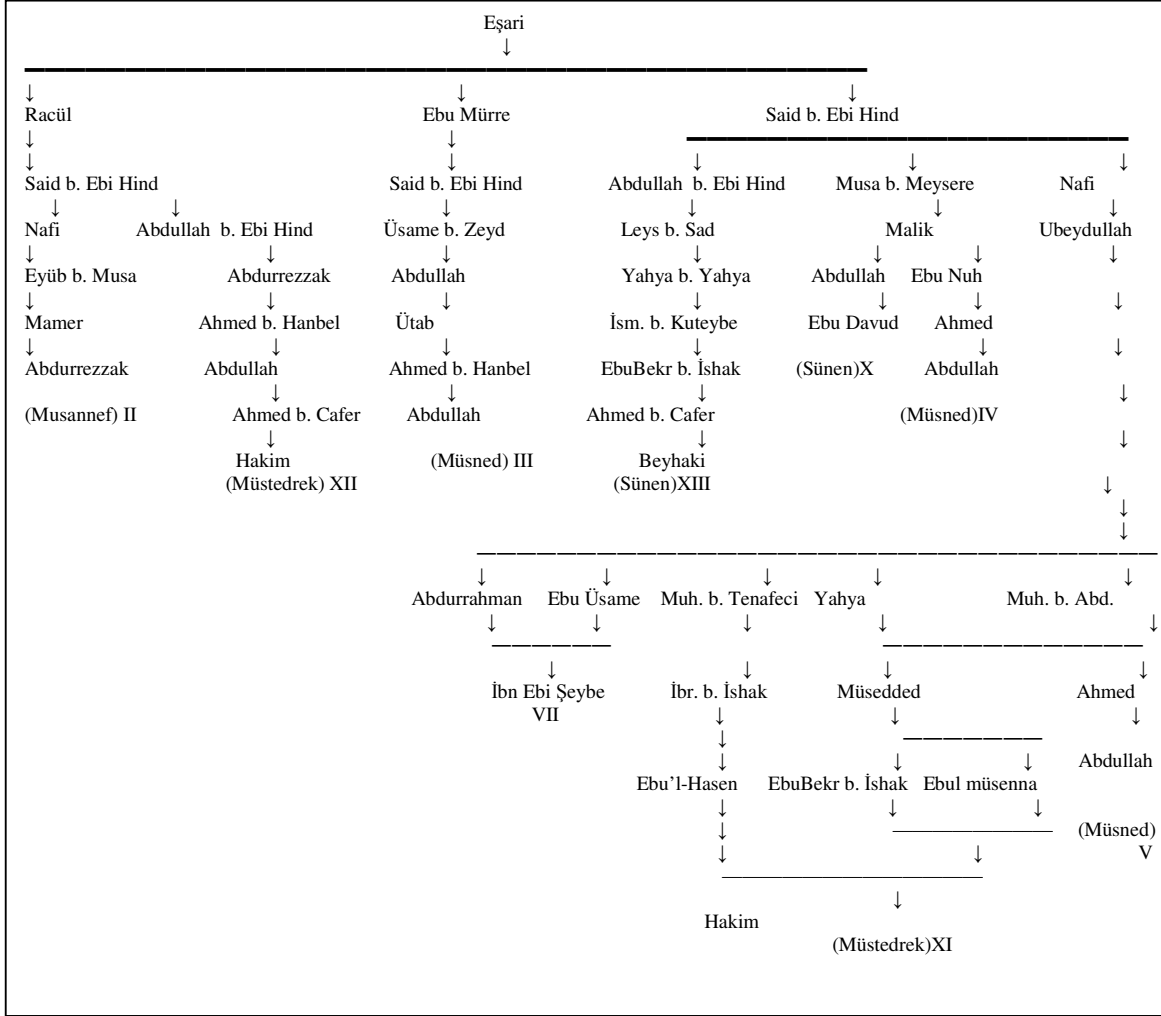 Eşari
Racül Ebu Mürre Said b. Ebi Hind
Said b. Ebi Hind Said b. Ebi Hind Abdullah b. Ebi Hind Musa b. Meysere Nafi
Nafi Abdullah b. Ebi Hind Üsame b. Zeyd Leys b. Sad Malik Ubeydullah
Eyüb b. Musa Abdurrezzak Abdullah Yahya b. Yahya Abdullah Ebu Nuh
Mamer Ahmed b. Hanbel Ütab İsm. b. Kuteybe Ebu Davud Ahmed
Abdurrezzak Abdullah Ahmed b. Hanbel EbuBekr b. İshak (Sünen)X Abdullah
(Musannef) II Ahmed b. Cafer Abdullah Ahmed b. Cafer (Müsned)IV
Hakim (Müsned) III Beyhaki
(Müstedrek) XII (Sünen)XIII
Abdurrahman Ebu Üsame Muh. b. Tenafeci Yahya Muh. b. Abd.
İbn Ebi Şeybe İbr. b. İshak Müsedded Ahmed
VII
Abdullah
Ebu’l-Hasen EbuBekr b. İshak Ebul müsenna
(Müsned)
V
Hakim
(Müstedrek)XI